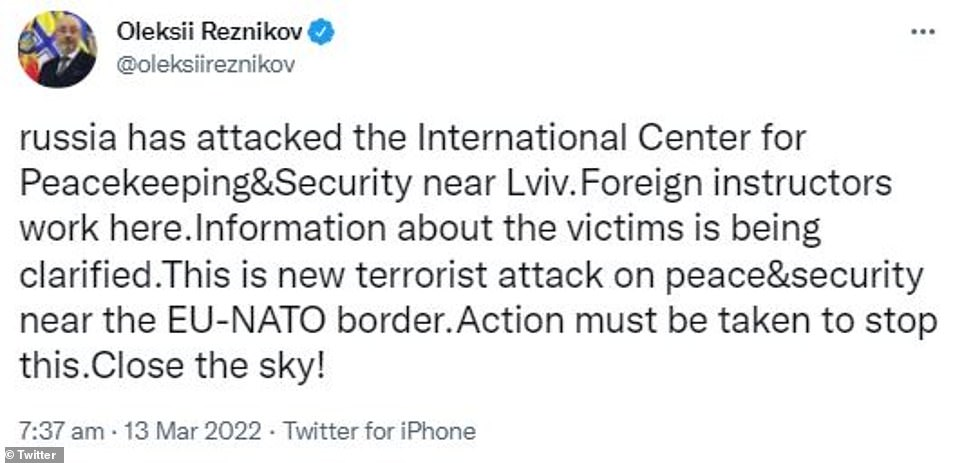 Oleksii Reznikov
@oleksiireznikov
russia has attacked the International Center for
Peacekeeping&Security near Lviv.Foreign instructors
work here.Information about the victims is being
clarified.This is new terrorist attack on peace&security
near the EU-NATO border.Action must be taken to stop
this.Close the sky!
7:37 am · 13 Mar 2022 · Twitter for iPhone
© Twitter